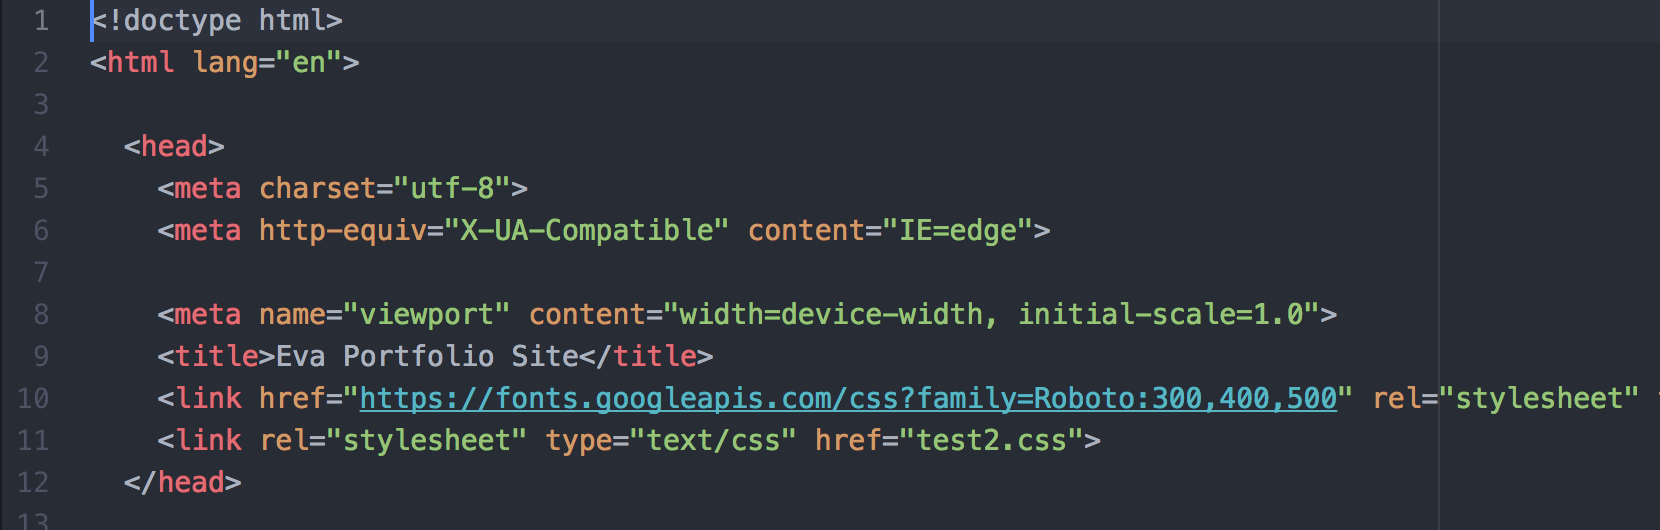 1 <!doctype html>
2 <html lang="en">
3
4 <head>
5 <meta charset="utf-8">
6 <meta http-equiv="X-UA-Compatible" content="IE=edge">
7
8 <meta name="viewport" content="width=device-width, initial-scale=1.0">
9 <title>Eva Portfolio Site</title>
10 <link href="https://fonts.googleapis.com/css?family=Roboto:300,400,500" rel="stylesheet"
11 <link rel="stylesheet" type="text/css" href="test2.css">
12 </head>
13